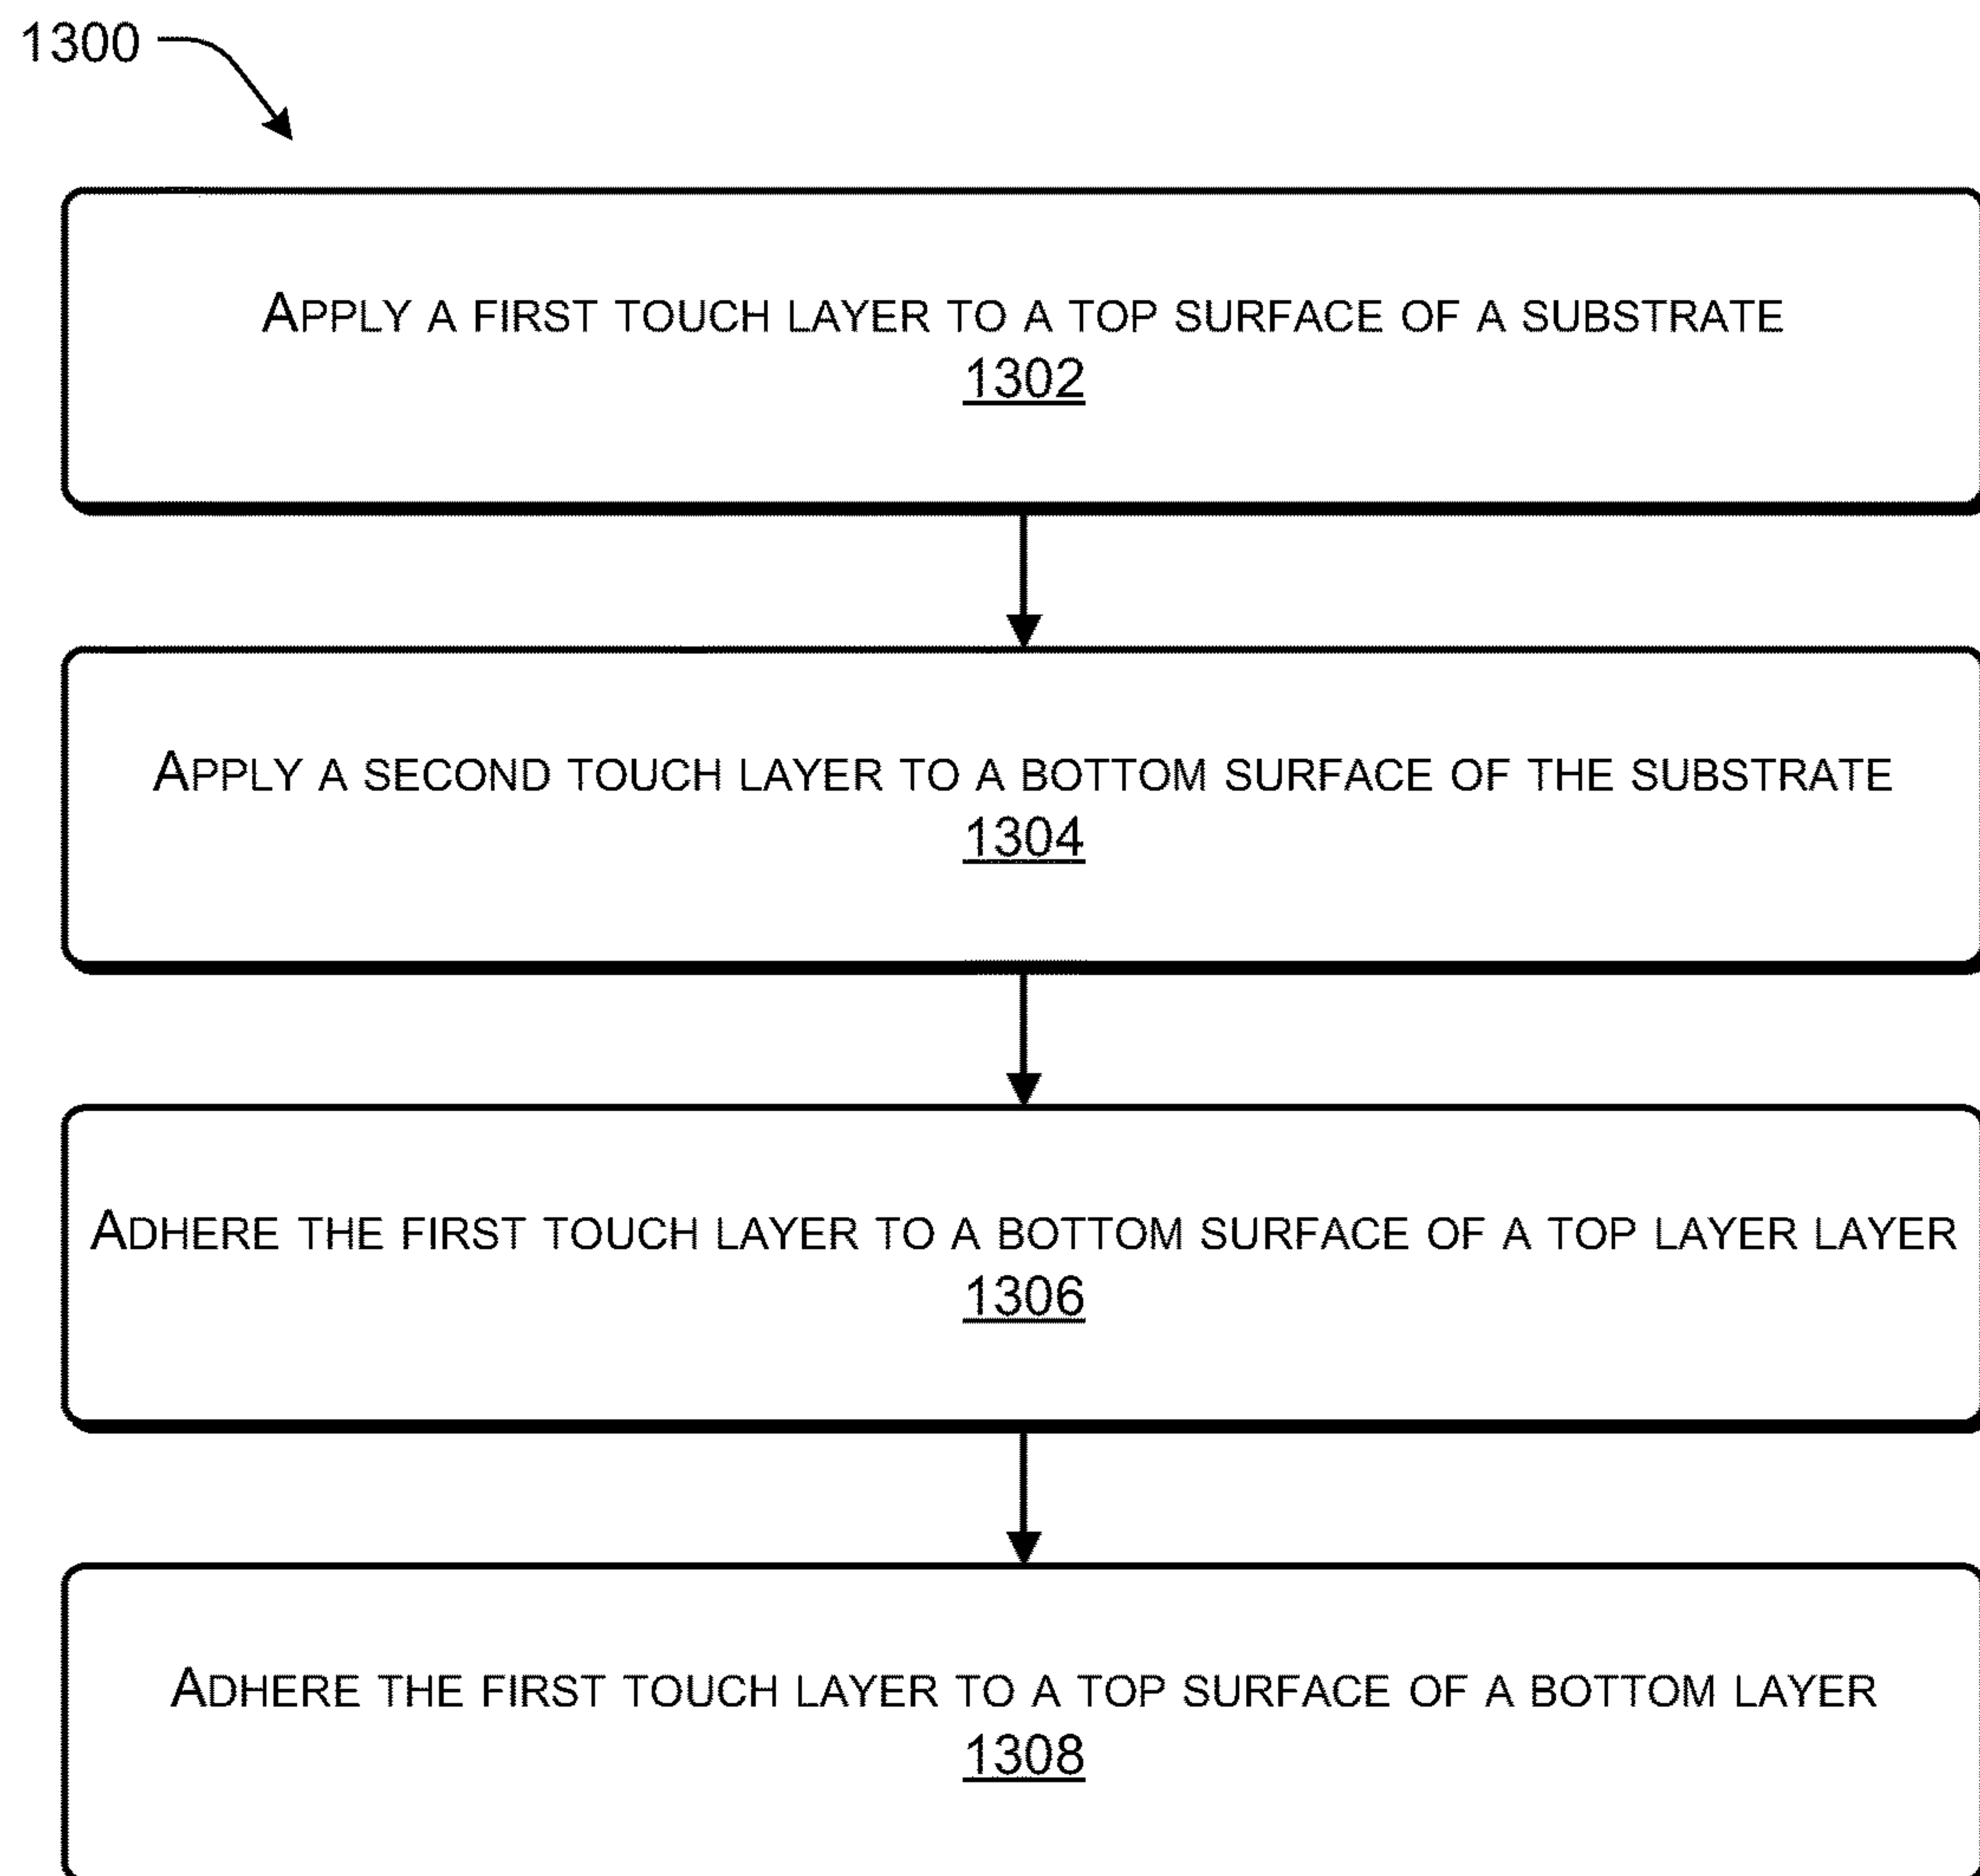 1300
APPLY A FIRST TOUCH LAYER TO A TOP SURFACE OF A SUBSTRATE
1302
APPLY A SECOND TOUCH LAYER TO A BOTTOM SURFACE OF THE SUBSTRATE
1304
ADHERE THE FIRST TOUCH LAYER TO A BOTTOM SURFACE OF A TOP LAYER LAYER
1306
ADHERE THE FIRST TOUCH LAYER TO A TOP SURFACE OF A BOTTOM LAYER
1308